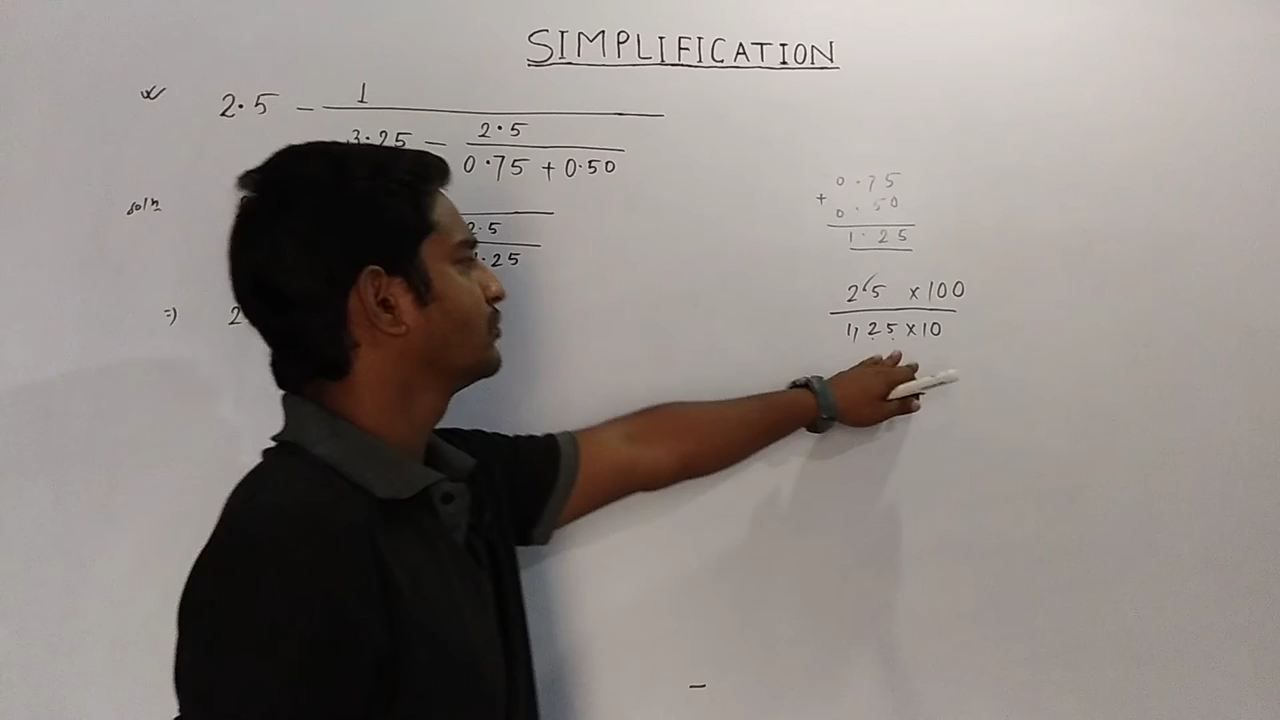 SIMPLIFICATION
2.5 - 1
3.25 - 2.5
0.75 + 0.50
soln
2.5
1.25
=) 2
0.75
+ 0.50
1.25
2.5 × 100
1.25 × 10